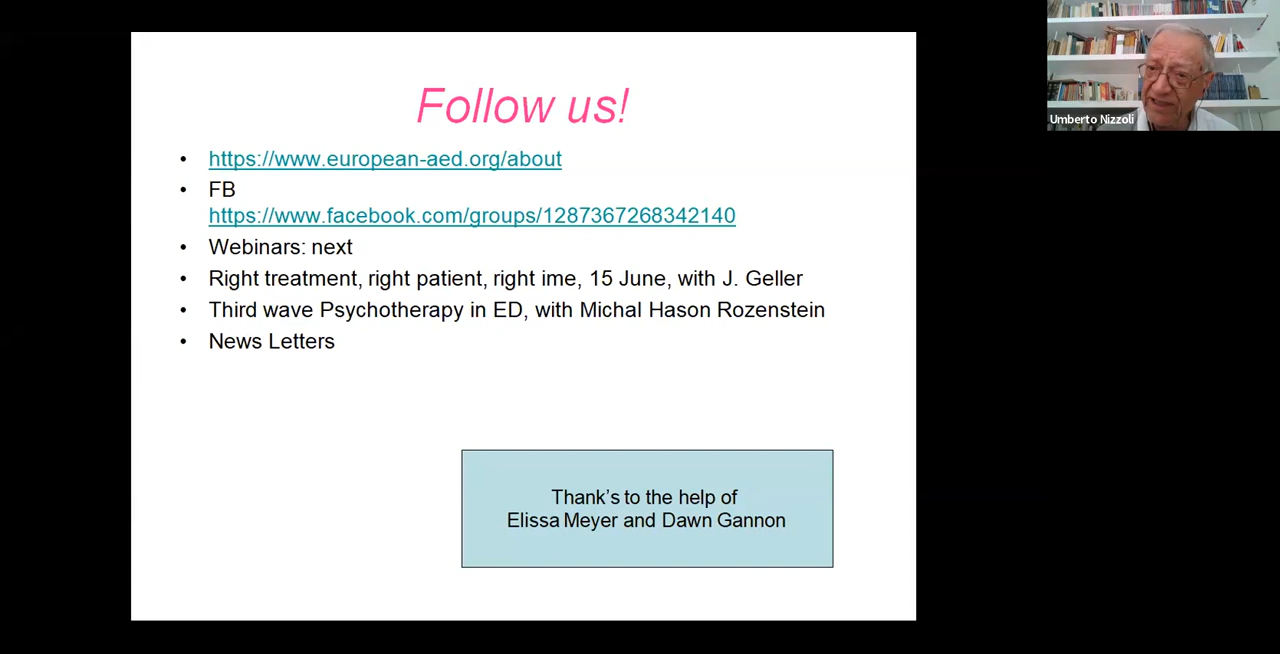 Follow us!
• https://www.european-aed.org/about
• FB
https://www.facebook.com/groups/1287367268342140
• Webinars: next
• Right treatment, right patient, right ime, 15 June, with J. Geller
• Third wave Psychotherapy in ED, with Michal Hason Rozenstein
• News Letters
Thank's to the help of
Elissa Meyer and Dawn Gannon
Umberto Nizzoli